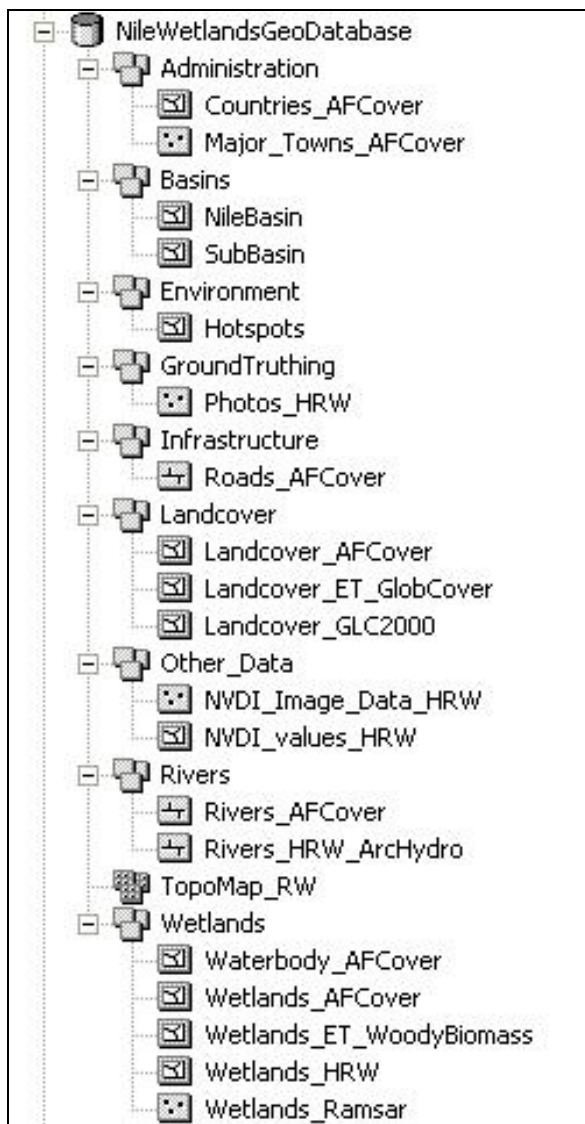 NileWetlandsGeoDatabase
Administration
Countries_AFCover
Major_Towns_AFCover
Basins
NileBasin
SubBasin
Environment
Hotspots
GroundTruthing
Photos_HRW
Infrastructure
Roads_AFCover
Landcover
Landcover_AFCover
Landcover_ET_GlobCover
Landcover_GLC2000
Other_Data
NVDI_Image_Data_HRW
NVDI_values_HRW
Rivers
Rivers_AFCover
Rivers_HRW_ArcHydro
TopoMap_RW
Wetlands
Waterbody_AFCover
Wetlands_AFCover
Wetlands_ET_WoodyBiomass
Wetlands_HRW
Wetlands_Ramsar